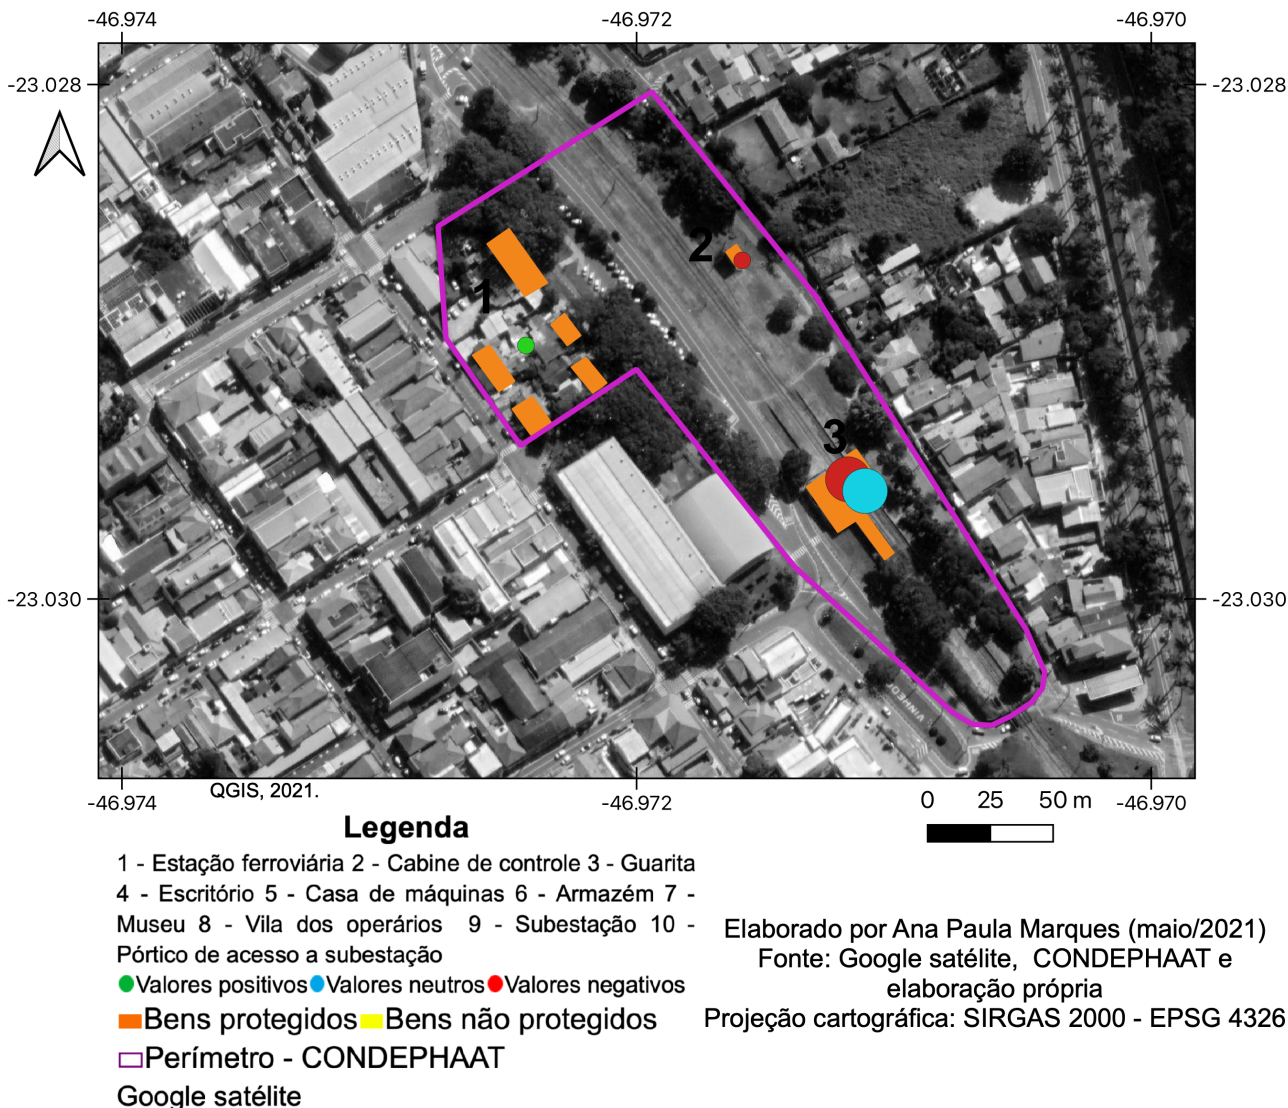 -46.974 -46.972 -46.970
-23.028 -23.028
1
2
3
-23.030 -23.030
VINHEDO
-46.974 -46.972 -46.970
QGIS, 2021.
0 25 50 m
Legenda
1 - Estação ferroviária 2 - Cabine de controle 3 - Guarita
4 - Escritório 5 - Casa de máquinas 6 - Armazém 7 -
Museu 8 - Vila dos operários 9 - Subestação 10 -
Pórtico de acesso a subestação
Valores positivos Valores neutros Valores negativos
Bens protegidos Bens não protegidos
Perímetro - CONDEPHAAT
Google satélite
Elaborado por Ana Paula Marques (maio/2021)
Fonte: Google satélite, CONDEPHAAT e
elaboração própria
Projeção cartográfica: SIRGAS 2000 - EPSG 4326